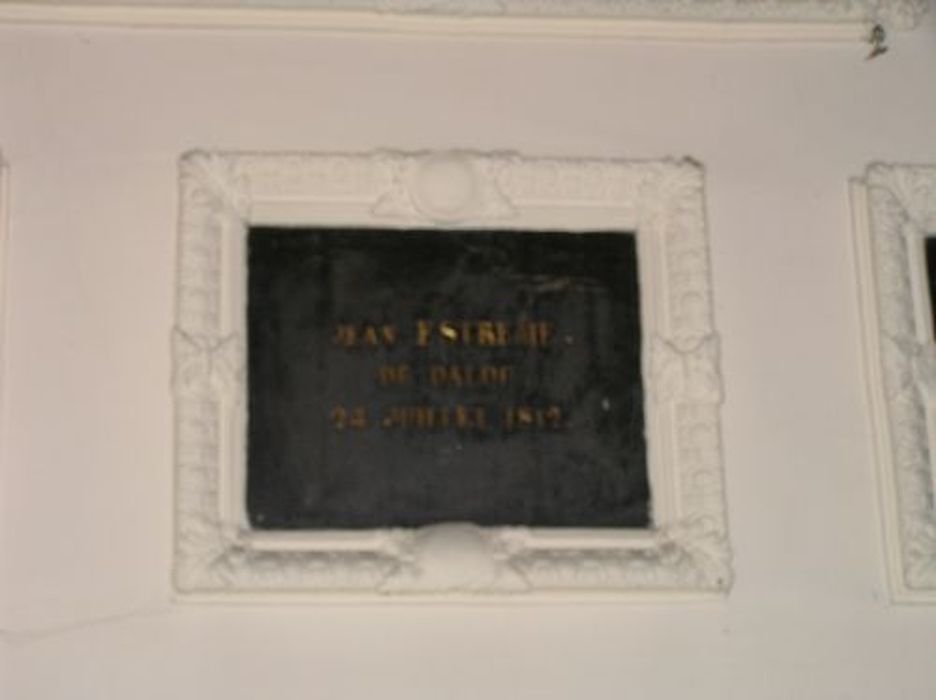 JEAN ESTREME
DE DALOU
24 JUILLET 1812